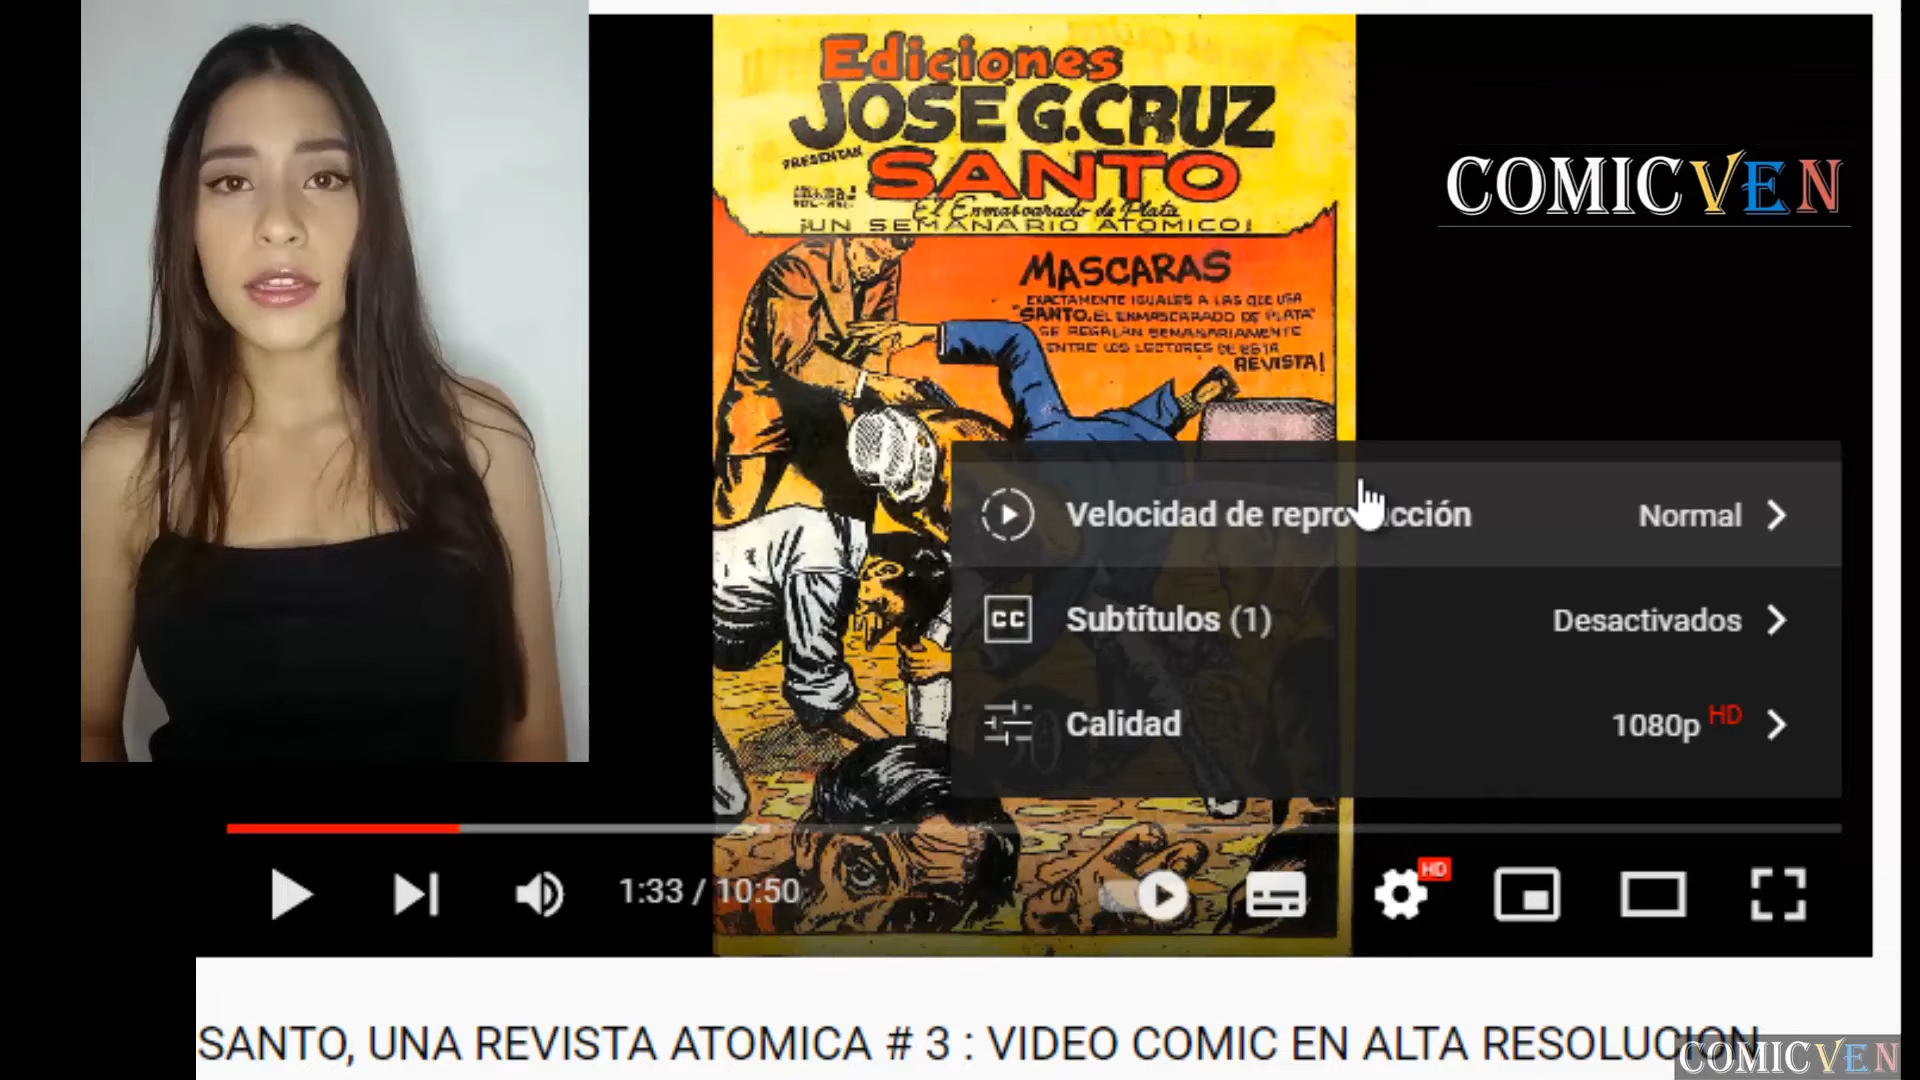 Ediciones
JOSE G. CRUZ
PRESENTAN
SANTO
El Enmascarado de Plata
¡UN SEMANARIO ATOMICO!
COMICVEN
MASCARAS
EXACTAMENTE IGUALES A LAS QUE USA
"SANTO, EL ENMASCARADO DE PLATA"
SE REGALAN SEMANARIAMENTE
ENTRE LOS LECTORES DE ESTA
REVISTA!
Velocidad de repro cción
Normal
Subtítulos (1)
Desactivados
Calidad
1080p HD
1:33 / 10:50
HD
SANTO, UNA REVISTA ATOMICA # 3 : VIDEO COMIC EN ALTA RESOLUCION
COMICVEN